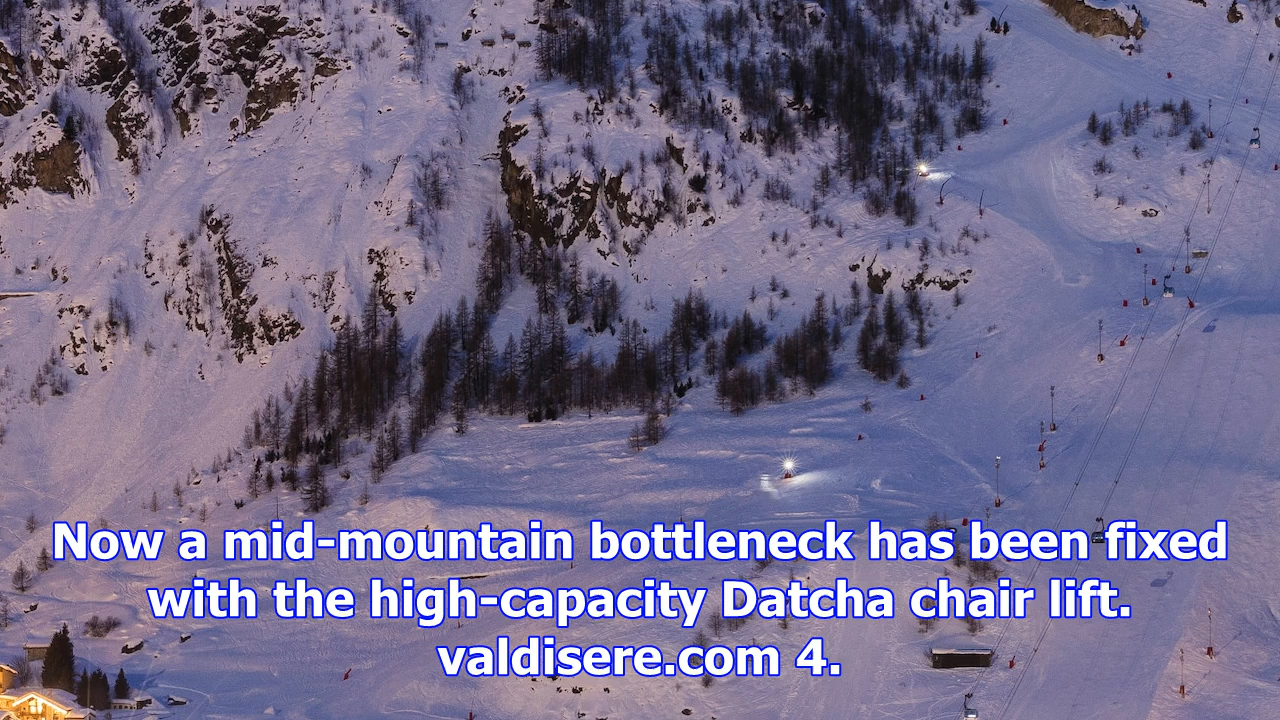 Now a mid-mountain bottleneck has been fixed
with the high-capacity Datcha chair lift.
valdisere.com 4.